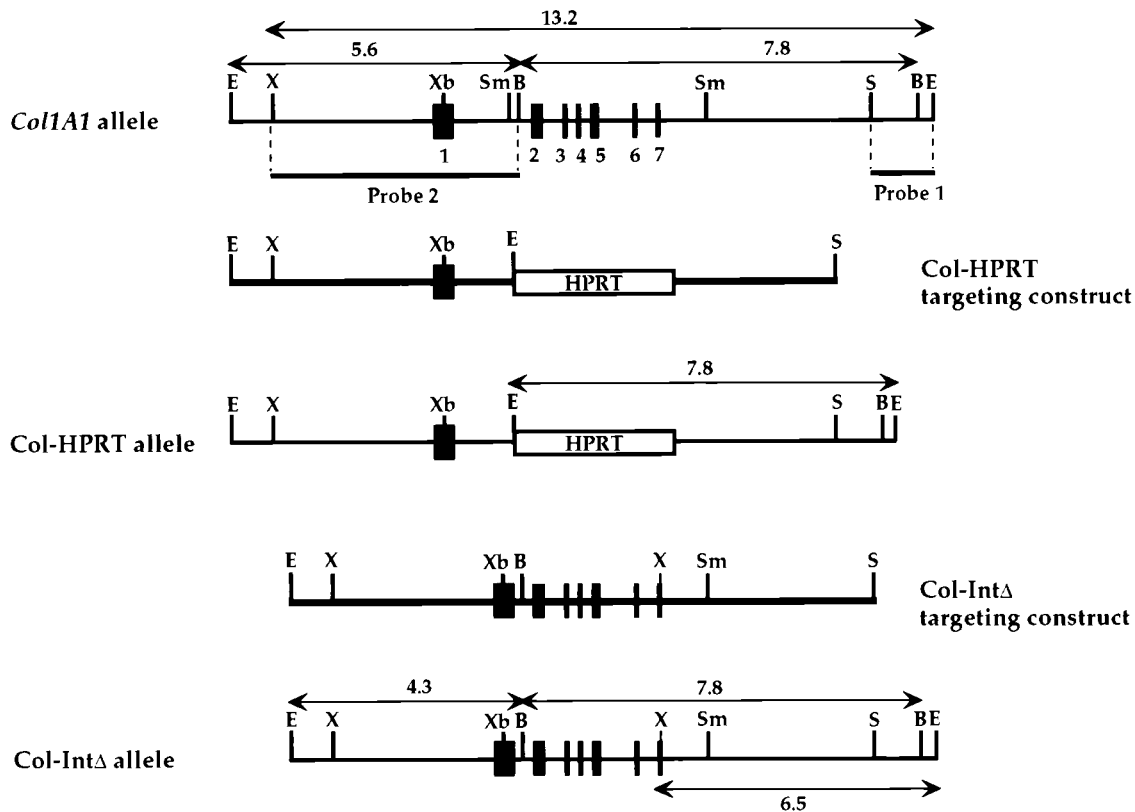 13.2
5.6 7.8
E X Xb Sm B Sm S B E
Col1A1 allele
1 2 3 4 5 6 7
Probe 2 Probe 1
E X Xb E S
HPRT
Col-HPRT
targeting construct
7.8
E X Xb E S B E
Col-HPRT allele
HPRT
E X Xb B X Sm S
Col-IntΔ
targeting construct
4.3 7.8
E X Xb B X Sm S B E
Col-IntΔ allele
6.5